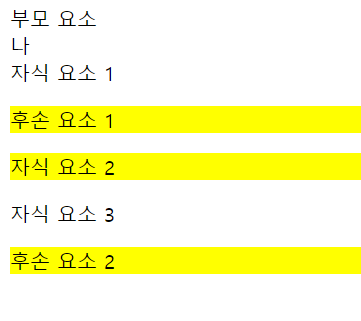 부모 요소
나
자식 요소 1
후손 요소 1
자식 요소 2
자식 요소 3
후손 요소 2